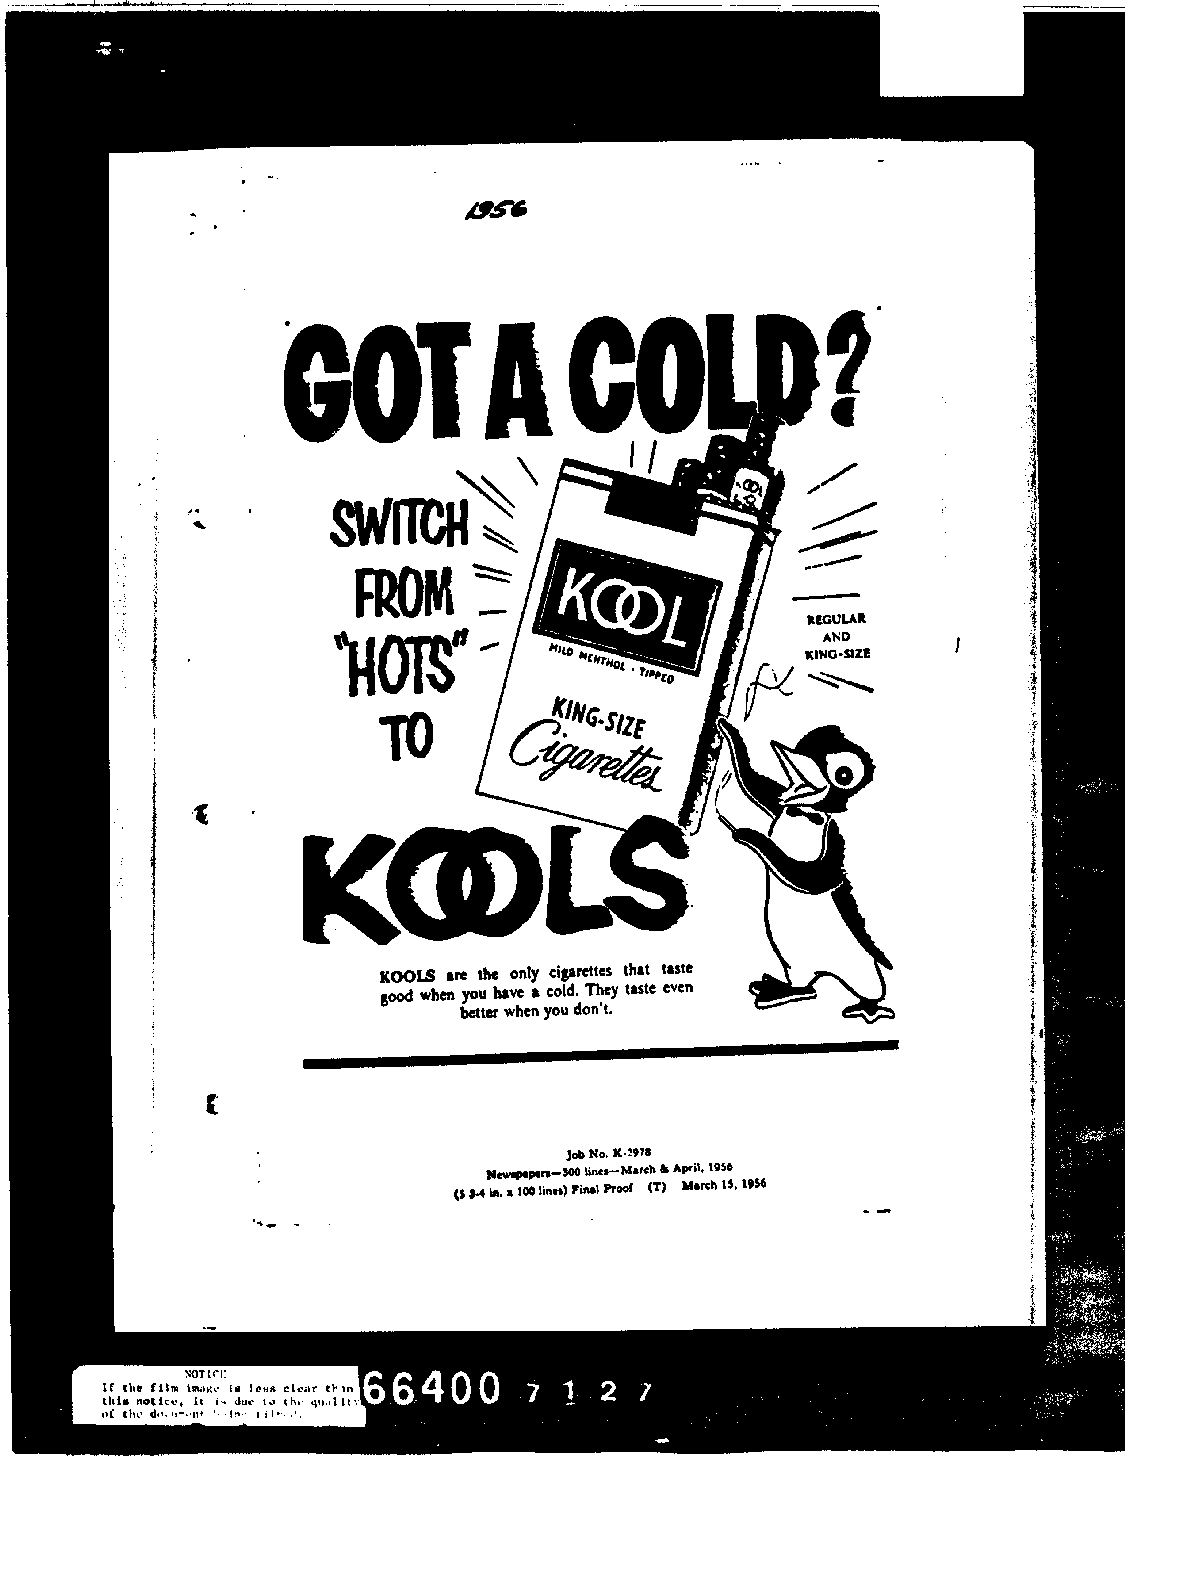 1956
GOT A COLD?
SWITCH
FROM
"HOTS"
TO
KOOLS
KOOL
MILD MENTHOL · TIPPED
KING-SIZE
Cigarettes
REGULAR
AND
KING-SIZE
KOOLS are the only cigarettes that taste
good when you have a cold. They taste even
better when you don't.
Job No. K-2978
Newspapers—500 lines—March & April, 1956
(5 3-4 in. x 100 lines) Final Proof (T) March 15, 1956
NOTICE
If the film image is less clear than
this notice, it is due to the quality
of the document being filmed.
66400 7127